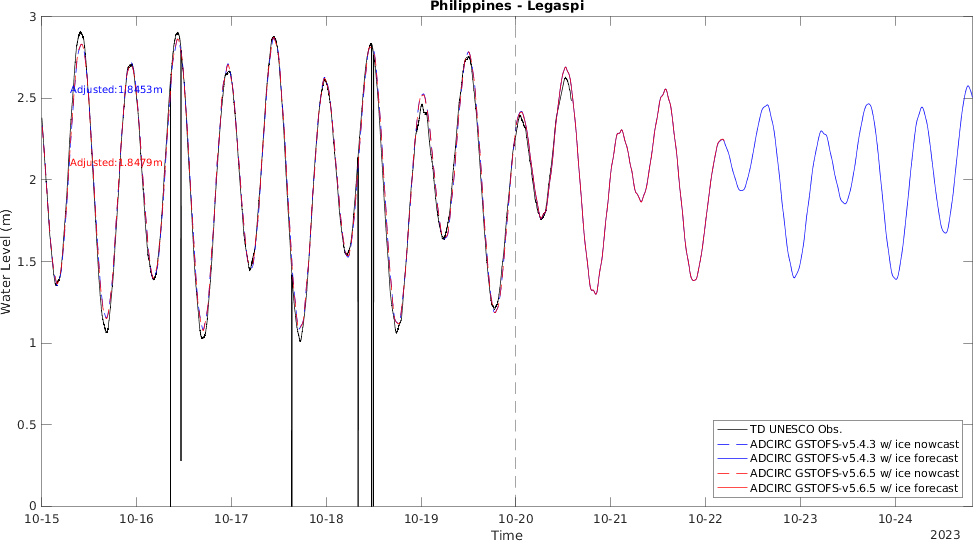 Philippines - Legaspi
3
2.5
2
1.5
1
0.5
0
Water Level (m)
Adjusted:1.8453m
Adjusted:1.8479m
TD UNESCO Obs.
ADCIRC GSTOFS-v5.4.3 w/ ice nowcast
ADCIRC GSTOFS-v5.4.3 w/ ice forecast
ADCIRC GSTOFS-v5.6.5 w/ ice nowcast
ADCIRC GSTOFS-v5.6.5 w/ ice forecast
10-15 10-16 10-17 10-18 10-19 10-20 10-21 10-22 10-23 10-24
Time
2023